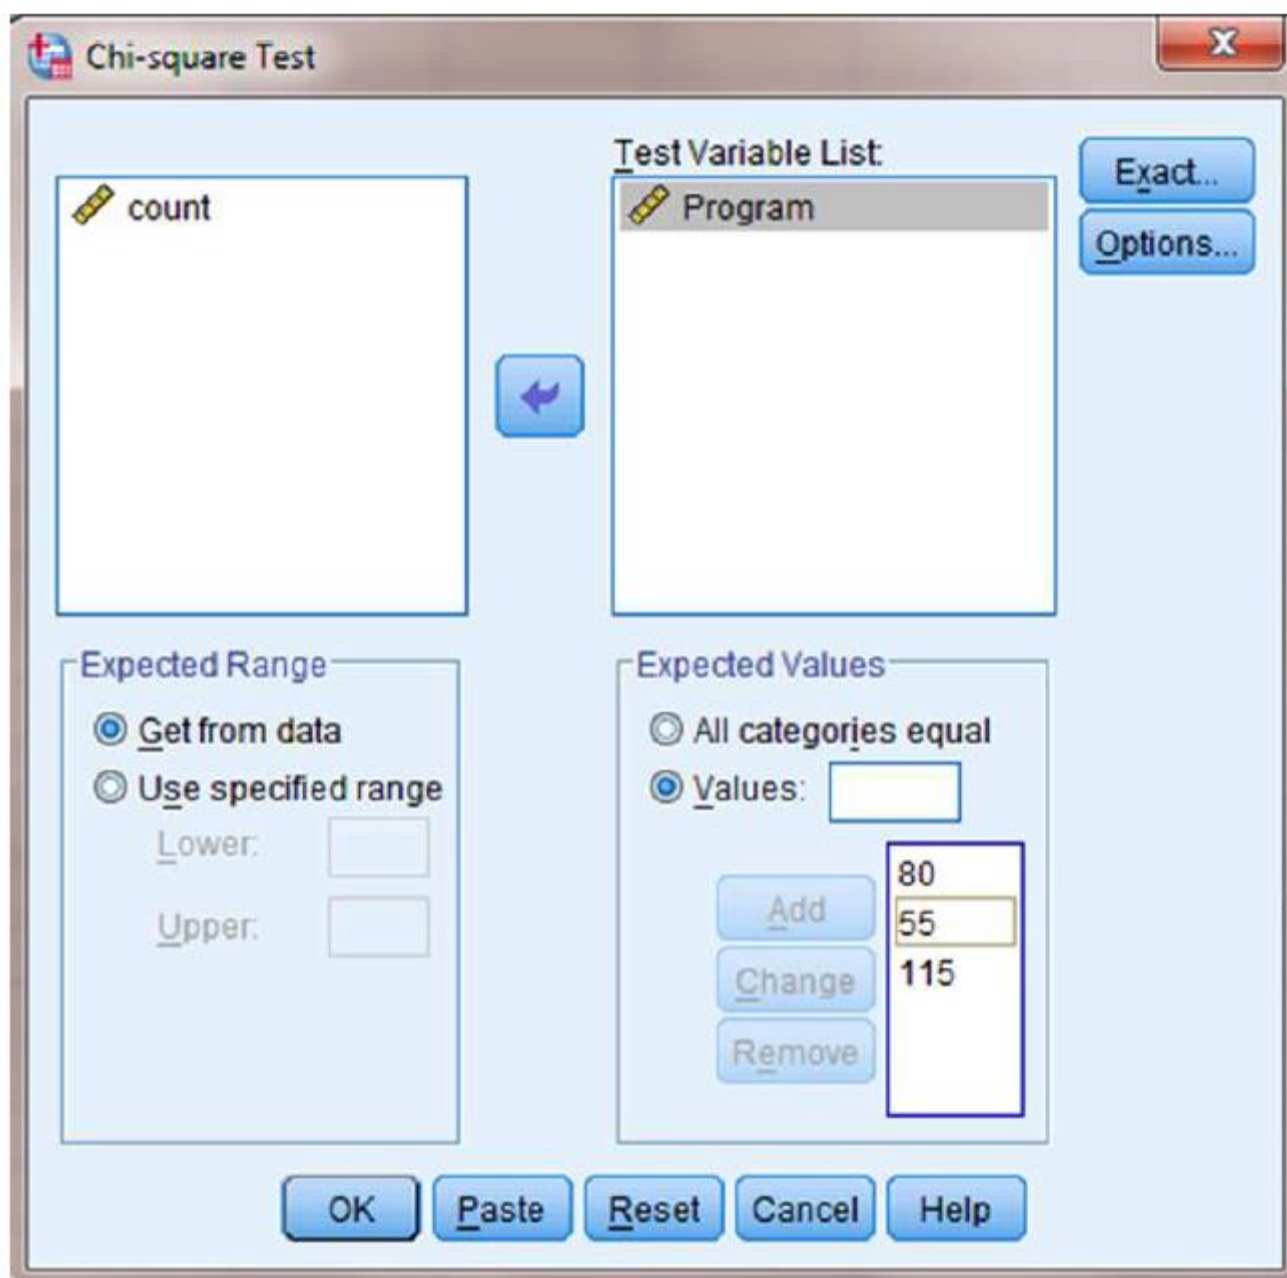 Chi-square Test
Test Variable List:
count
Program
Exact...
Options...
Expected Range
Get from data
Use specified range
Lower:
Upper:
Expected Values
All categories equal
Values:
80
55
115
Add
Change
Remove
OK Paste Reset Cancel Help